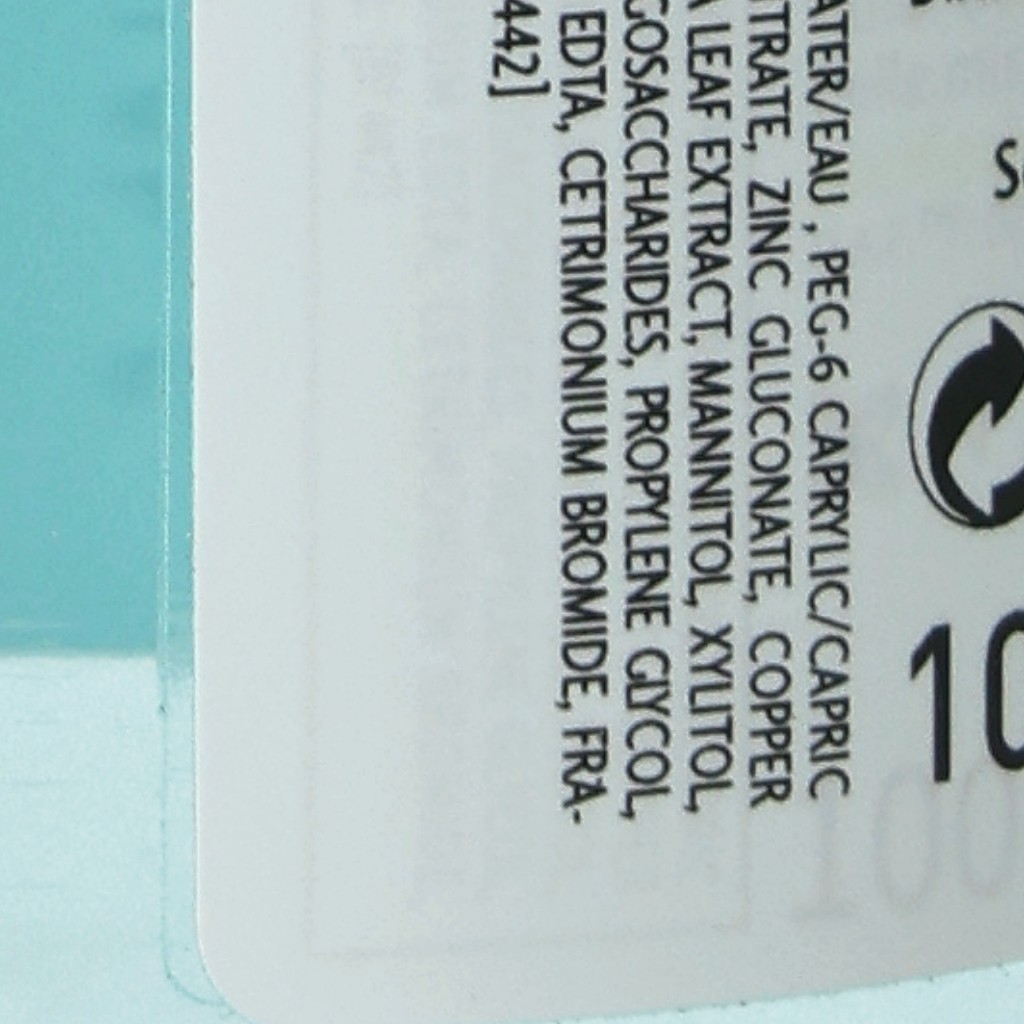 ATER/EAU , PEG-6 CAPRYLIC/CAPRIC
TRATE, ZINC GLUCONATE, COPPER
LEAF EXTRACT, MANNITOL, XYLITOL,
GOSACCHARIDES, PROPYLENE GLYCOL,
EDTA, CETRIMONIUM BROMIDE, FRA-
442]
10